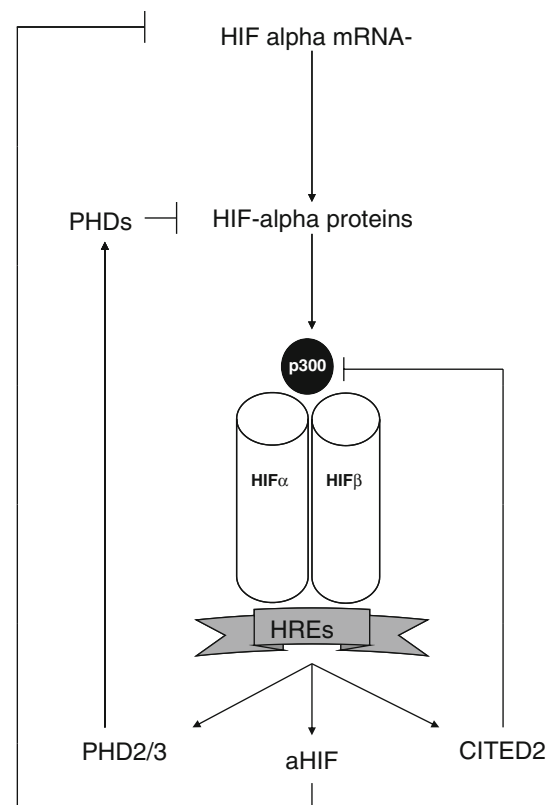 HIF alpha mRNA-
PHDs
HIF-alpha proteins
p300
HIFα
HIFβ
HREs
PHD2/3
aHIF
CITED2